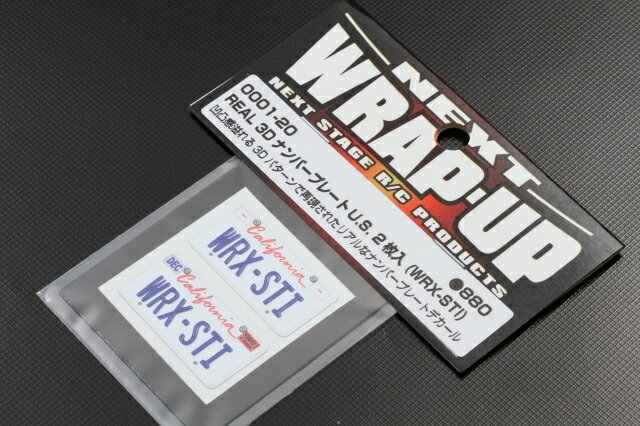 NEXT
WRAP-UP
NEXT STAGE R/C PRODUCTS
0001-20
REAL 3Dナンバープレート U.S. 2枚入 (WRX-STI) ●880
凹凸感溢れる 3Dパターンで再現されたリアルなナンバープレートデカール
California
WRX-STI
DEC California
WRX-STI